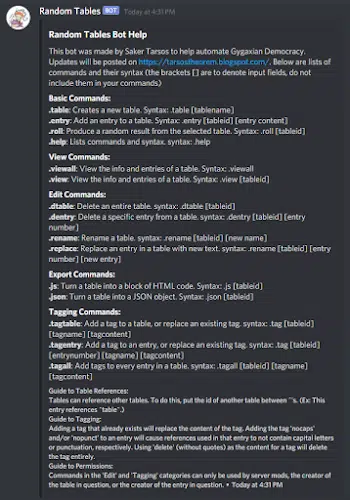 Random Tables BOT Today at 4:31 PM
Random Tables Bot Help
This bot was made by Saker Tarsos to help automate Gygaxian Democracy.
Updates will be posted on https://tarsostheorem.blogspot.com/. Below are lists
of commands and their syntax (the brackets [] are to denote input fields, do not
include them in your commands)
Basic Commands:
.table: Creates a new table. Syntax: .table [tablename]
.entry: Add an entry to a table. Syntax: .entry [tableid] [entry content]
.roll: Produce a random result from the selected table. Syntax: .roll [tableid]
.help: Lists commands and syntax. syntax: .help
View Commands:
.viewall: View the info and entries of a table. Syntax: .viewall
.view: View the info and entries of a table. Syntax: .view [tableid]
Edit Commands:
.dtable: Delete an entire table. syntax: .dtable [tableid]
.dentry: Delete a specific entry from a table. syntax: .dentry [tableid] [entry
number]
.rename: Rename a table. syntax: .rename [tableid] [new name]
.replace: Replace an entry in a table with new text. syntax: .rename [tableid] [entry
number] [new entry]
Export Commands:
.js: Turn a table into a block of HTML code. Syntax: .js [tableid]
.json: Turn a table into a JSON object. Syntax: .json [tableid]
Tagging Commands:
.tagtable: Add a tag to a table, or replace an existing tag. syntax: .tag [tableid]
[tagname] [tagcontent]
.tagentry: Add a tag to an entry, or replace an existing tag. syntax: .tag [tableid]
[entrynumber] [tagname] [tagcontent]
.tagall: Add tags to every entry in a table. syntax: .tagall [tableid] [tagname]
[tagcontent]
Guide to Table References:
Tables can reference other tables. To do this, put the id of another table between ``'s. (Ex: This
entry references `table`.)
Guide to Tagging:
Adding a tag that already exists will replace the content of the tag. Adding the tag 'nocaps'
and/or 'nopunct' to an entry will cause references used in that entry to not contain capital letters
or punctuation, respectively. Using 'delete' (without quotes) as the content for a tag will delete
the tag entirely.
Guide to Permissions:
Commands in the 'Edit' and 'Tagging' categories can only be used by server mods, the creator of
the table in question, or the creator of the entry in question. • Today at 4:31 PM